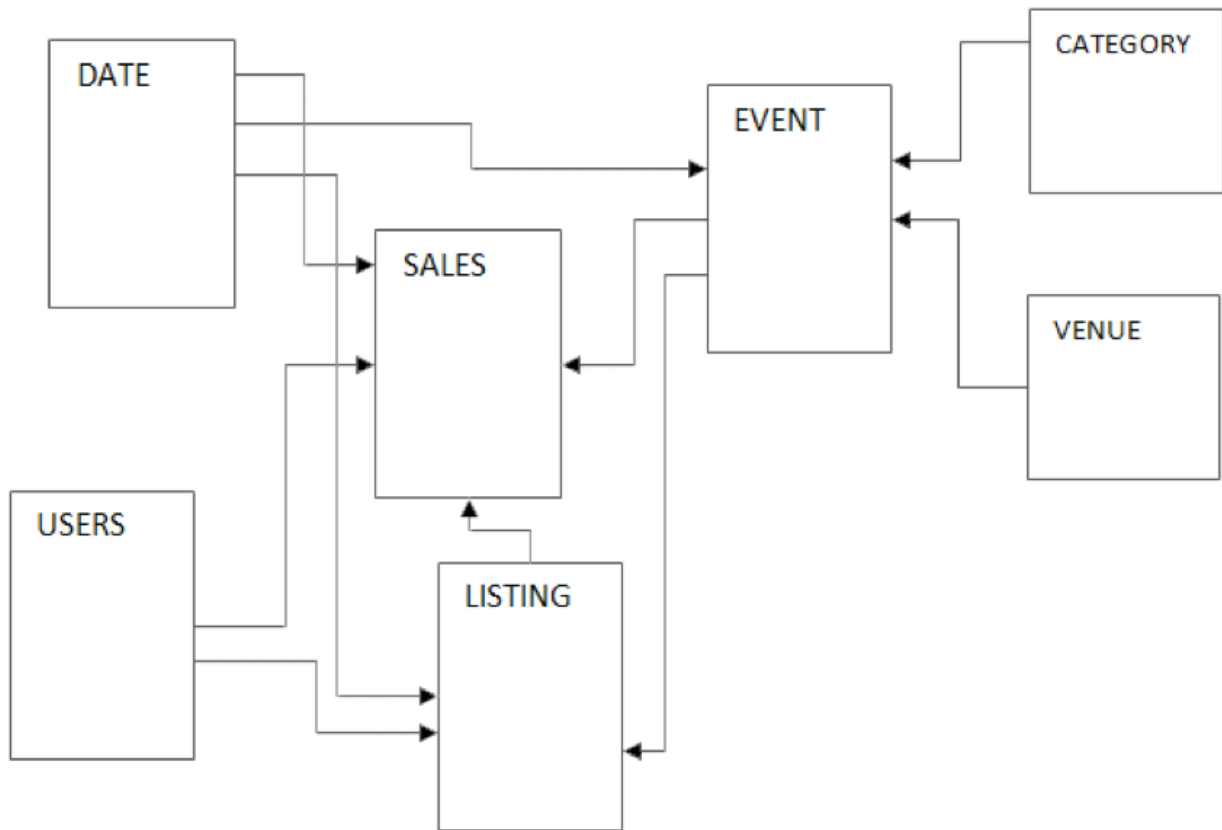 DATE
CATEGORY
EVENT
SALES
VENUE
USERS
LISTING